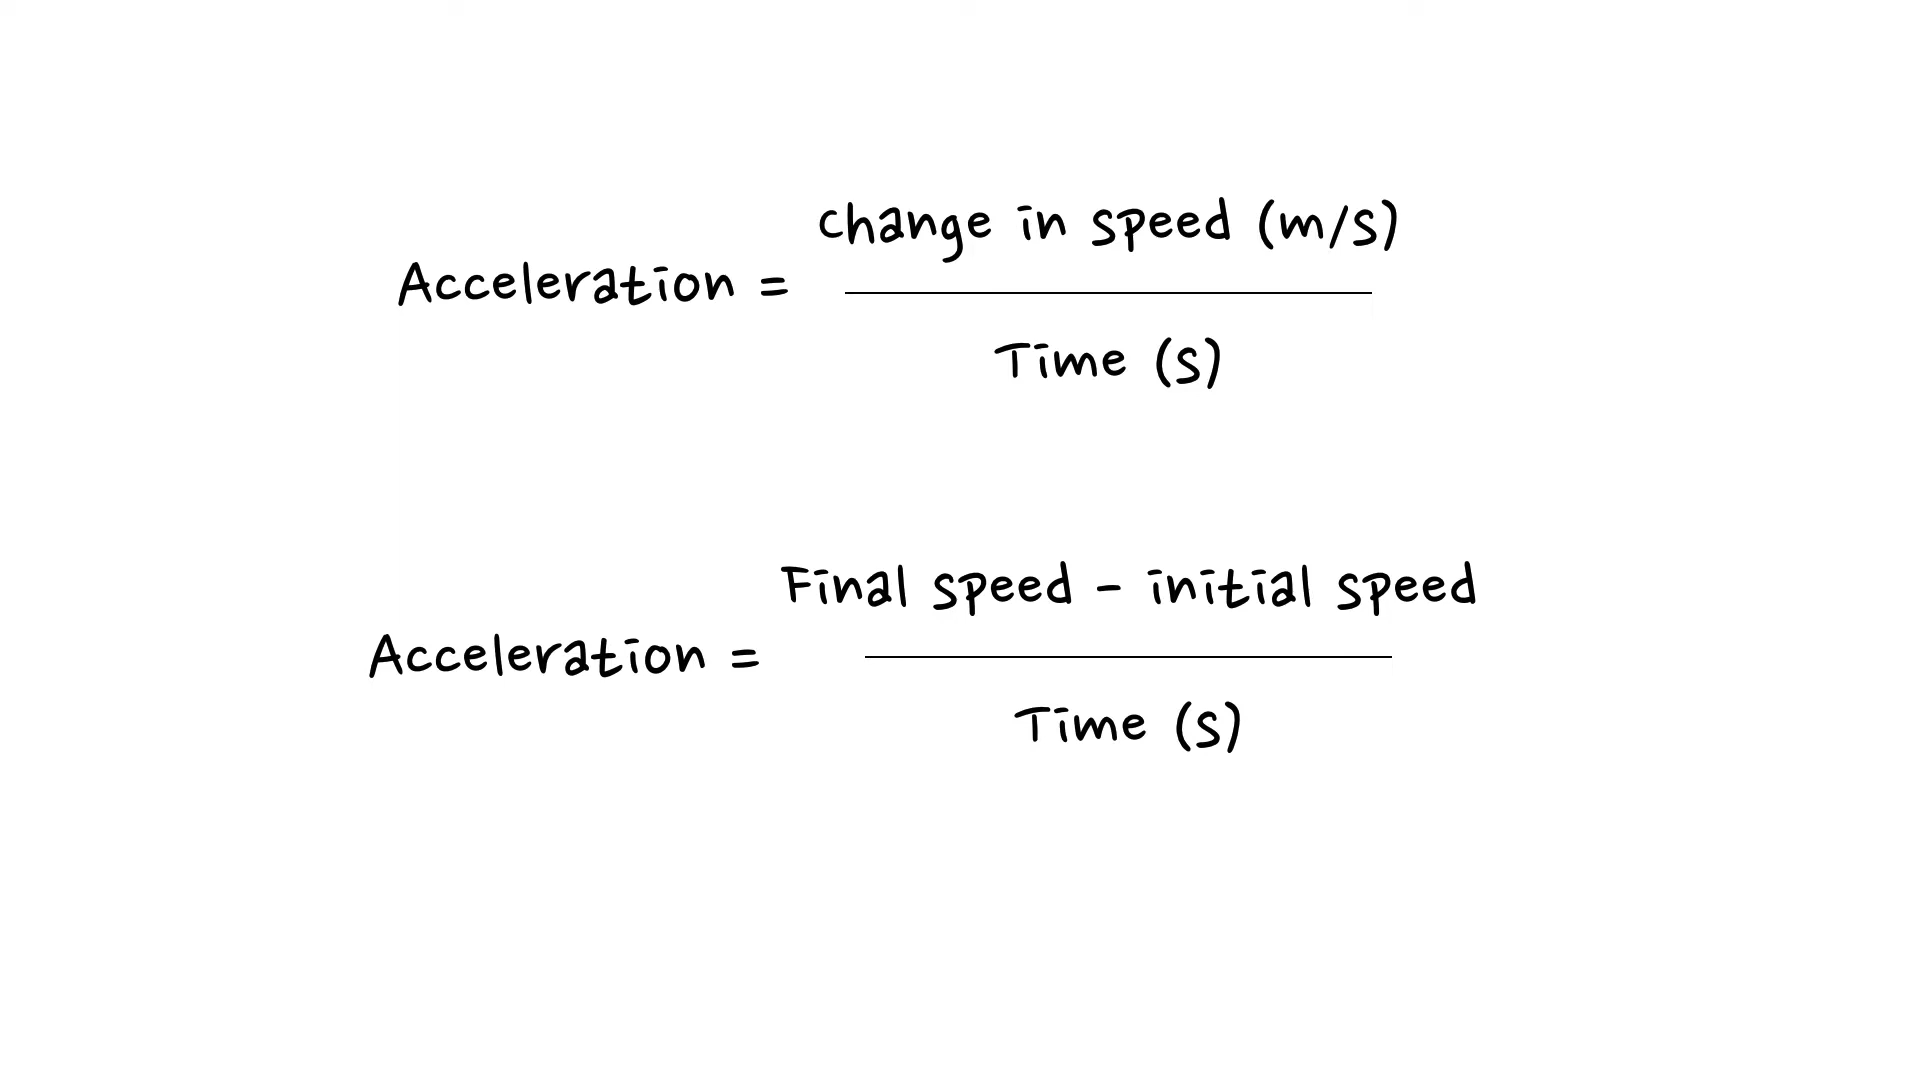 Change in speed (m/s)
Acceleration =
Time (s)
Final speed - initial speed
Acceleration =
Time (s)